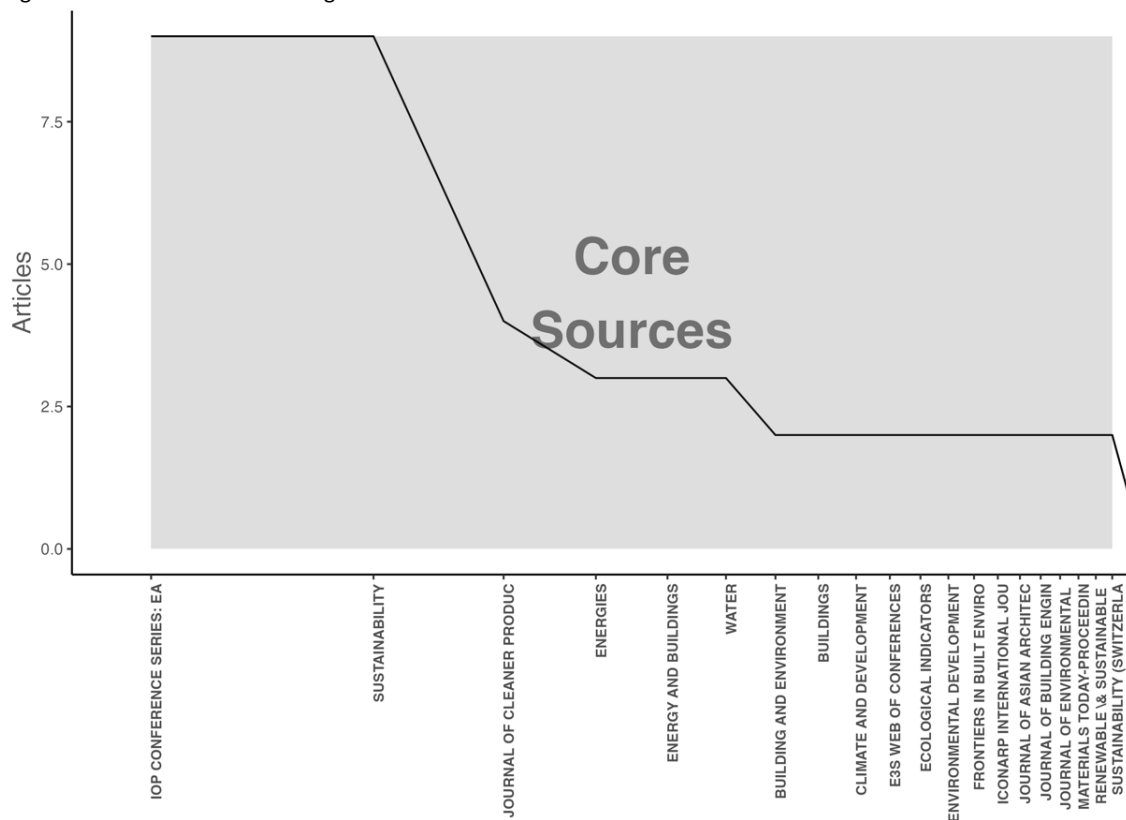 7.5
5.0
2.5
0.0
Articles
Core
Sources
IOP CONFERENCE SERIES: EA
SUSTAINABILITY
JOURNAL OF CLEANER PRODUC
ENERGIES
ENERGY AND BUILDINGS
WATER
BUILDING AND ENVIRONMENT
BUILDINGS
CLIMATE AND DEVELOPMENT
E3S WEB OF CONFERENCES
ECOLOGICAL INDICATORS
ENVIRONMENTAL DEVELOPMENT
FRONTIERS IN BUILT ENVIRO
ICONARP INTERNATIONAL JOU
JOURNAL OF ASIAN ARCHITEC
JOURNAL OF BUILDING ENGIN
JOURNAL OF ENVIRONMENTAL
MATERIALS TODAY-PROCEEDIN
RENEWABLE \& SUSTAINABLE
SUSTAINABILITY (SWITZERLA